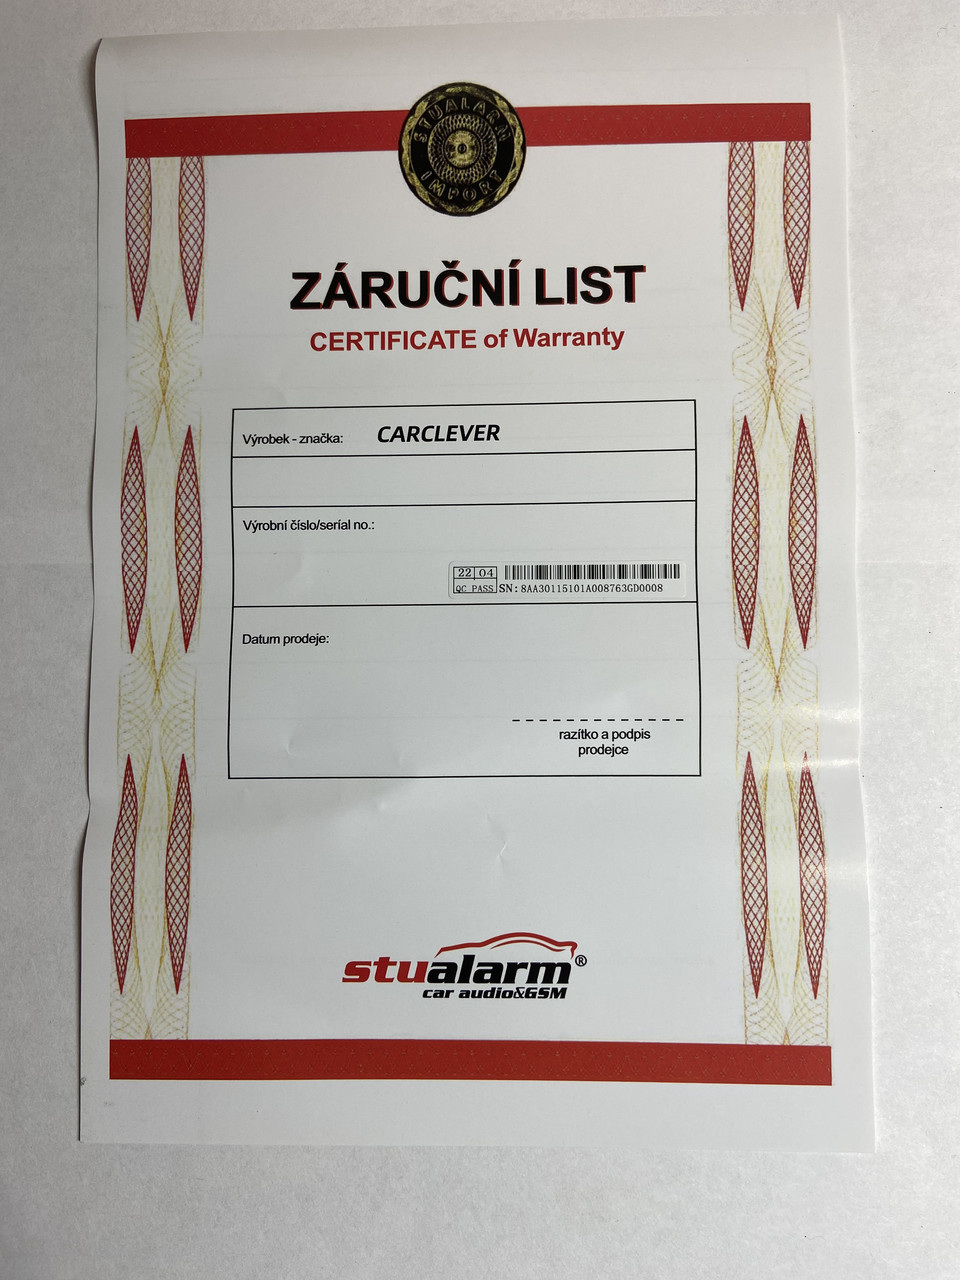 STUALARM
IMPORT
ZÁRUČNÍ LIST
CERTIFICATE of Warranty
Výrobek - značka: CARCLEVER
Výrobní číslo/serial no.:
22 04
QC PASS SN: 8AA30115101A008763GD0008
Datum prodeje:
razítko a podpis
prodejce
stualarm®
car audio&GSM